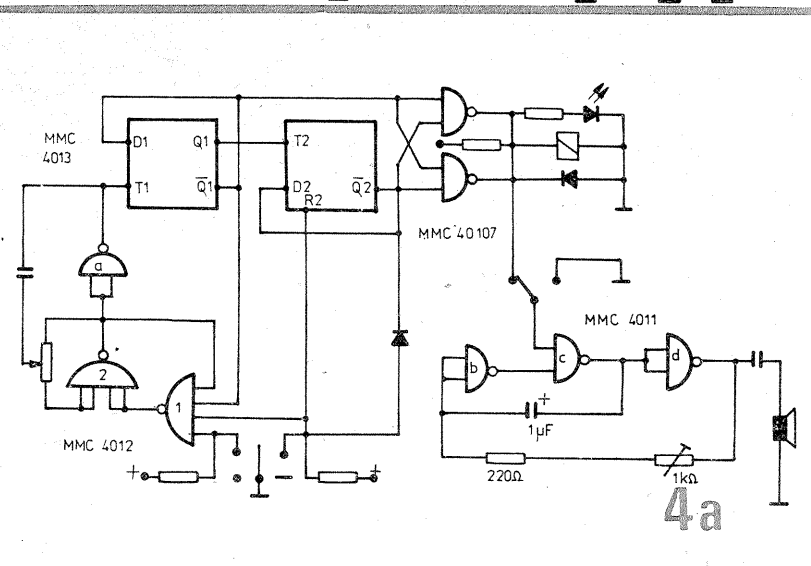 MMC
4013
D1
Q1
T1
Q1
T2
D2
Q2
R2
MMC 40107
a
2
1
MMC 4012
+
-
+
MMC 4011
b
c
d
+
1µF
220Ω
1kΩ
4a